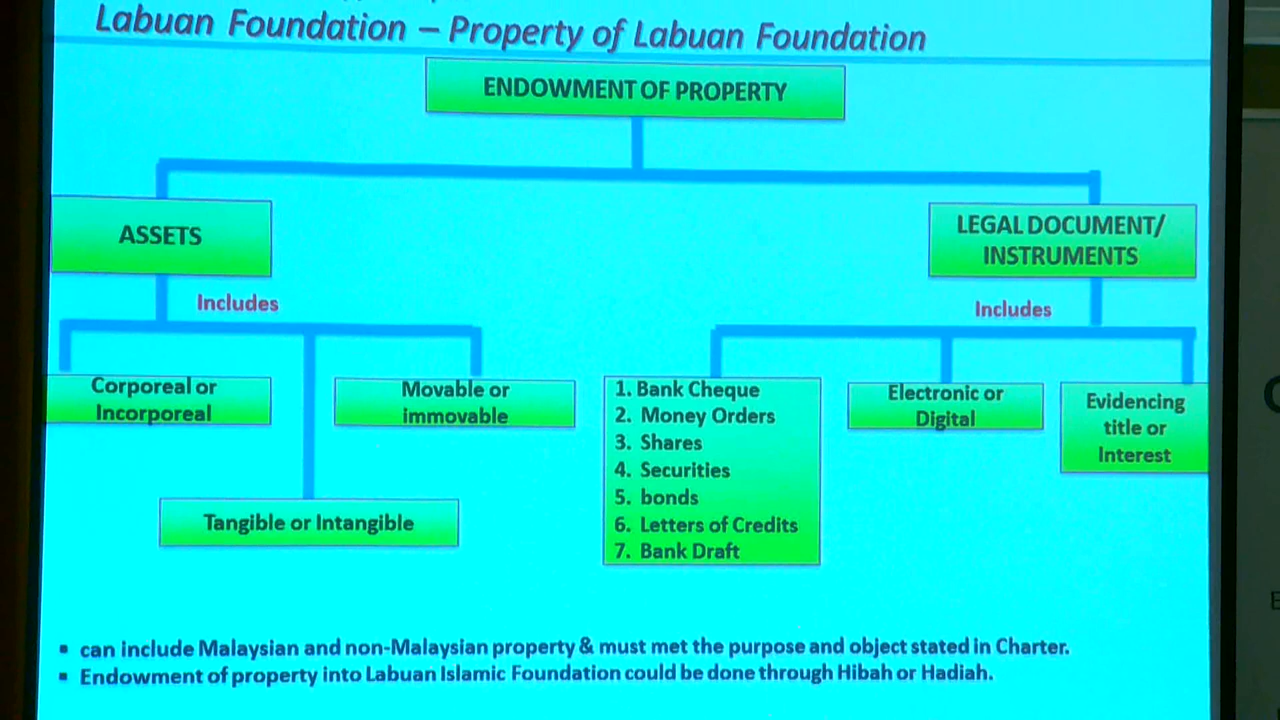 Labuan Foundation – Property of Labuan Foundation
ENDOWMENT OF PROPERTY
ASSETS
LEGAL DOCUMENT/
INSTRUMENTS
Includes
Includes
Corporeal or
Incorporeal
Movable or
immovable
Tangible or Intangible
1. Bank Cheque
2. Money Orders
3. Shares
4. Securities
5. bonds
6. Letters of Credits
7. Bank Draft
Electronic or
Digital
Evidencing
title or
Interest
▪ can include Malaysian and non-Malaysian property & must met the purpose and object stated in Charter.
▪ Endowment of property into Labuan Islamic Foundation could be done through Hibah or Hadiah.